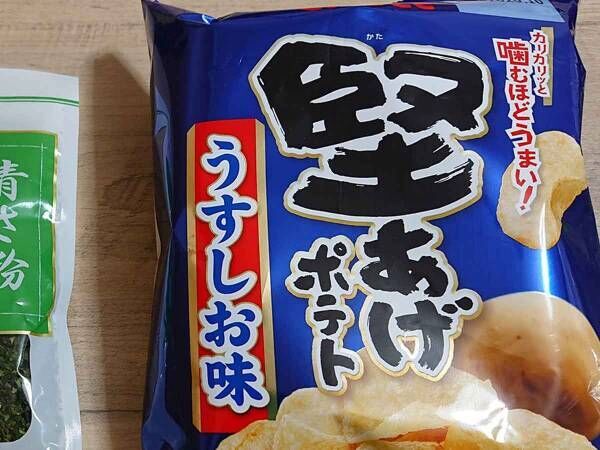 カリカリッと
噛むほどうまい!
かた
堅あげ
ポテト
うすしお味
青さ粉